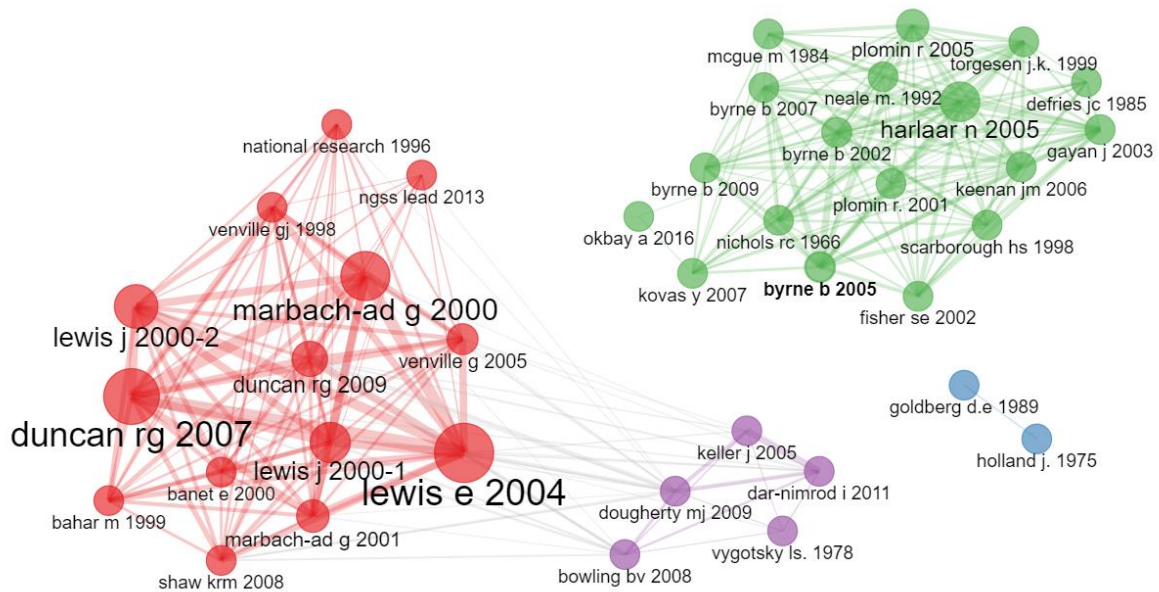 mcgue m 1984
plomin r 2005
torgesen j.k. 1999
byrne b 2007
neale m. 1992
defries jc 1985
harlaar n 2005
national research 1996
byrne b 2002
gayan j 2003
ngss lead 2013
byrne b 2009
plomin r. 2001
keenan jm 2006
venville gj 1998
okbay a 2016
nichols rc 1966
scarborough hs 1998
kovas y 2007
byrne b 2005
fisher se 2002
marbach-ad g 2000
lewis j 2000-2
venville g 2005
duncan rg 2009
goldberg d.e 1989
duncan rg 2007
keller j 2005
holland j. 1975
lewis j 2000-1
lewis e 2004
banet e 2000
dar-nimrod i 2011
bahar m 1999
dougherty mj 2009
marbach-ad g 2001
vygotsky ls. 1978
shaw krm 2008
bowling bv 2008